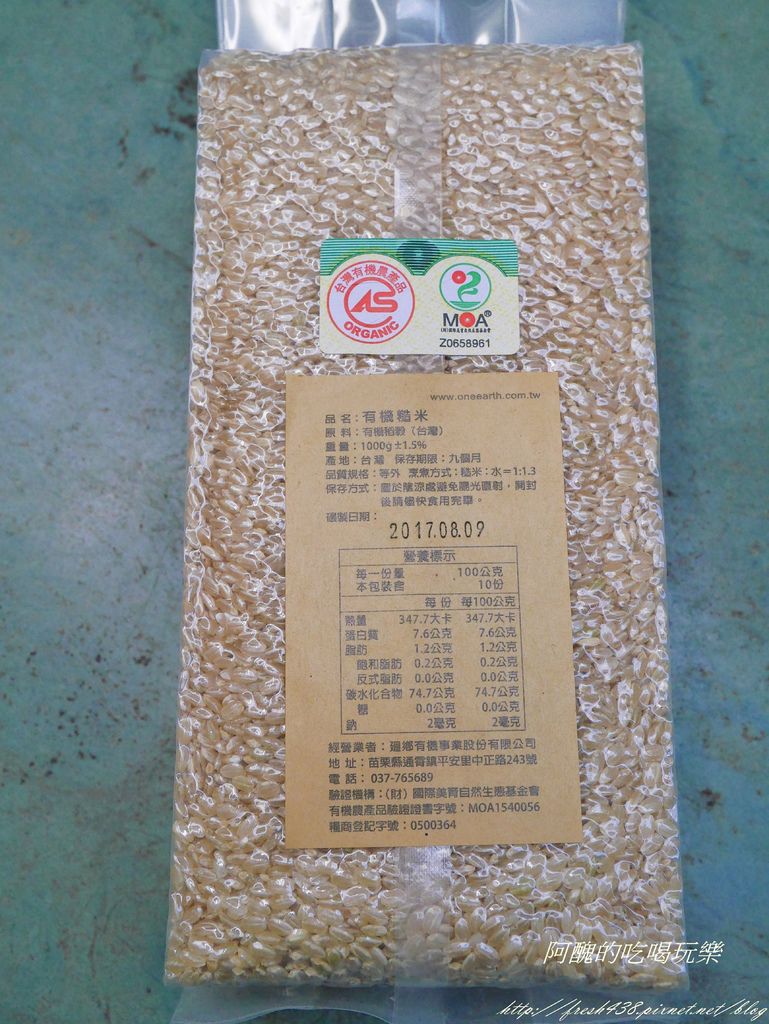 台灣有機農產品
ORGANIC
MOA®
Z0658961
www.oneearth.com.tw
品名：有機糙米
原料：有機稻穀（台灣）
重量：1000g±1.5%
產地：台灣 保存期限：九個月
品質規格：等外 烹煮方式：糙米：水=1:1.3
保存方式：置於陰涼處避免陽光直射，開封
後請儘快食用完畢。
碾製日期：
2017.08.09
營養標示
每一份量 100公克
本包裝含 10份
每份 每100公克
熱量 347.7大卡 347.7大卡
蛋白質 7.6公克 7.6公克
脂肪 1.2公克 1.2公克
飽和脂肪 0.2公克 0.2公克
反式脂肪 0.0公克 0.0公克
碳水化合物 74.7公克 74.7公克
糖 0.0公克 0.0公克
鈉 2毫克 2毫克
經營業者：迴鄉有機事業股份有限公司
地址：苗栗縣通霄鎮平安里中正路243號
電話：037-765689
驗證機構：（財）國際美育自然生態基金會
有機農產品驗證證書字號：MOA1540056
糧商登記字號：0500364
阿醜的吃喝玩樂
http://fresh438.pixnet.net/blog